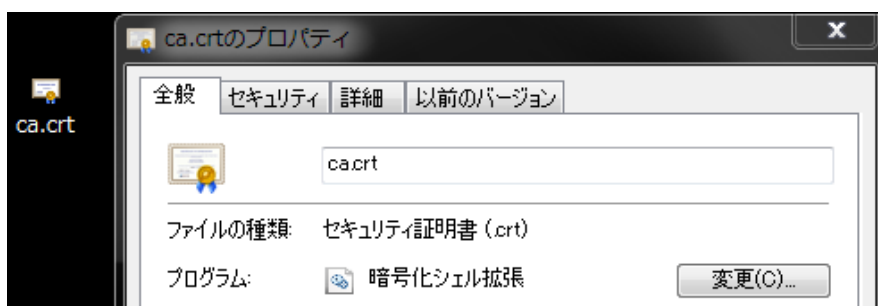 ca.crtのプロパティ
x
ca.crt
全般 セキュリティ 詳細 以前のバージョン
ca.crt
ファイルの種類: セキュリティ証明書 (.crt)
プログラム: 暗号化シェル拡張 変更(C)...